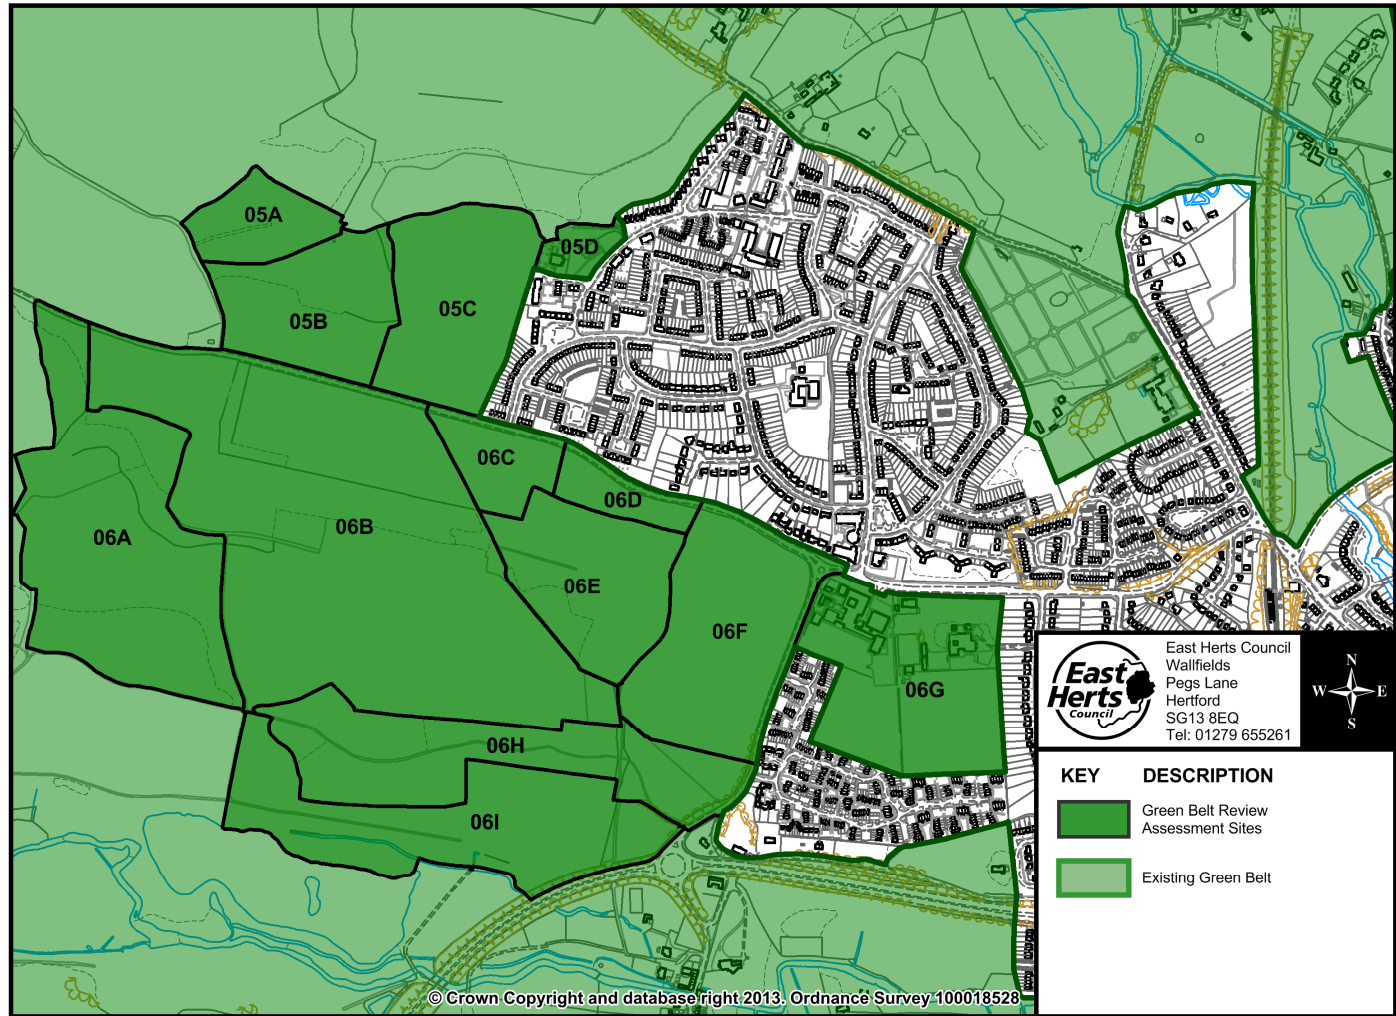 05A
05D
05B
05C
06C
06D
06A
06B
06E
06F
06G
06H
06I
East
Herts
Council
East Herts Council
Wallfields
Pegs Lane
Hertford
SG13 8EQ
Tel: 01279 655261
N
W E
S
KEY DESCRIPTION
Green Belt Review
Assessment Sites
Existing Green Belt
© Crown Copyright and database right 2013. Ordnance Survey 100018528